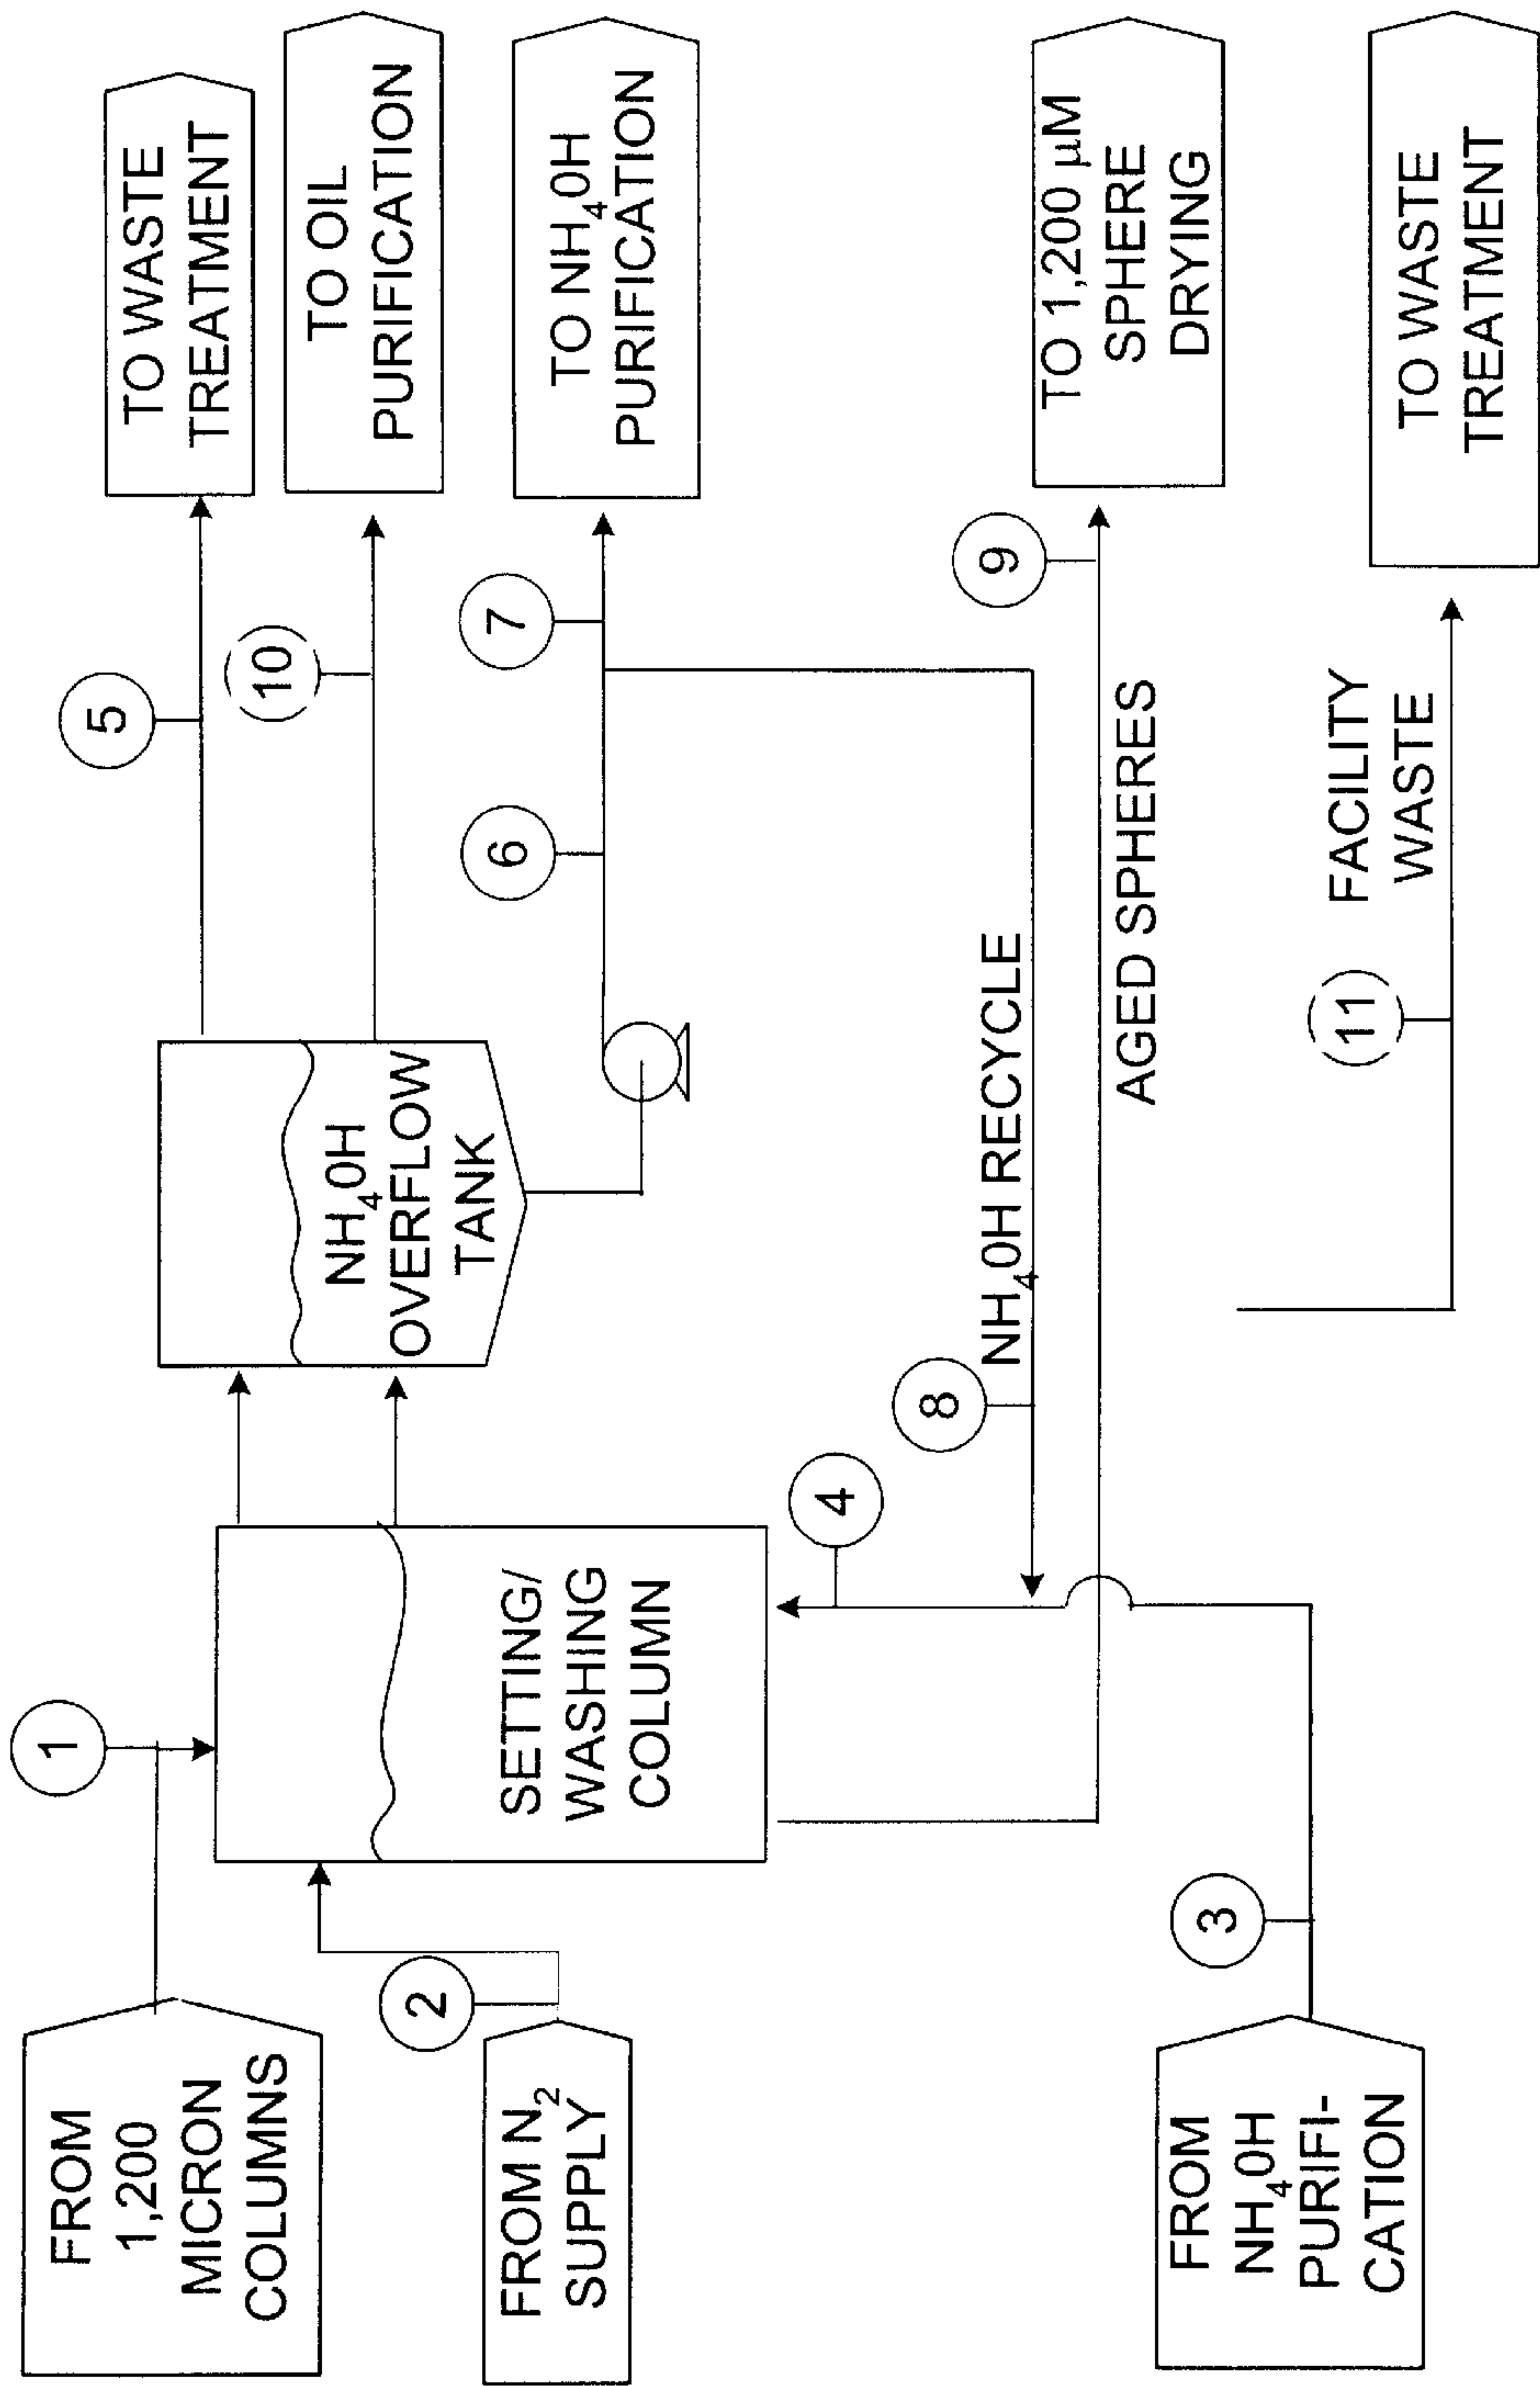 FROM
1,200
MICRON
COLUMNS
1
FROM N₂
SUPPLY
2
FROM
NH₄0H
PURIFI-
CATION
3
SETTING/
WASHING
COLUMN
4
NH₄0H
OVERFLOW
TANK
5
TO WASTE
TREATMENT
10
TO OIL
PURIFICATION
6
7
TO NH₄0H
PURIFICATION
8
NH₄0H RECYCLE
9
AGED SPHERES
TO 1,200 µM
SPHERE
DRYING
11
FACILITY
WASTE
TO WASTE
TREATMENT